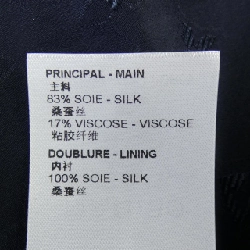 PRINCIPAL - MAIN
主料
83% SOIE - SILK
桑蚕丝
17% VISCOSE - VISCOSE
粘胶纤维
DOUBLURE - LINING
内衬
100% SOIE - SILK
桑蚕丝